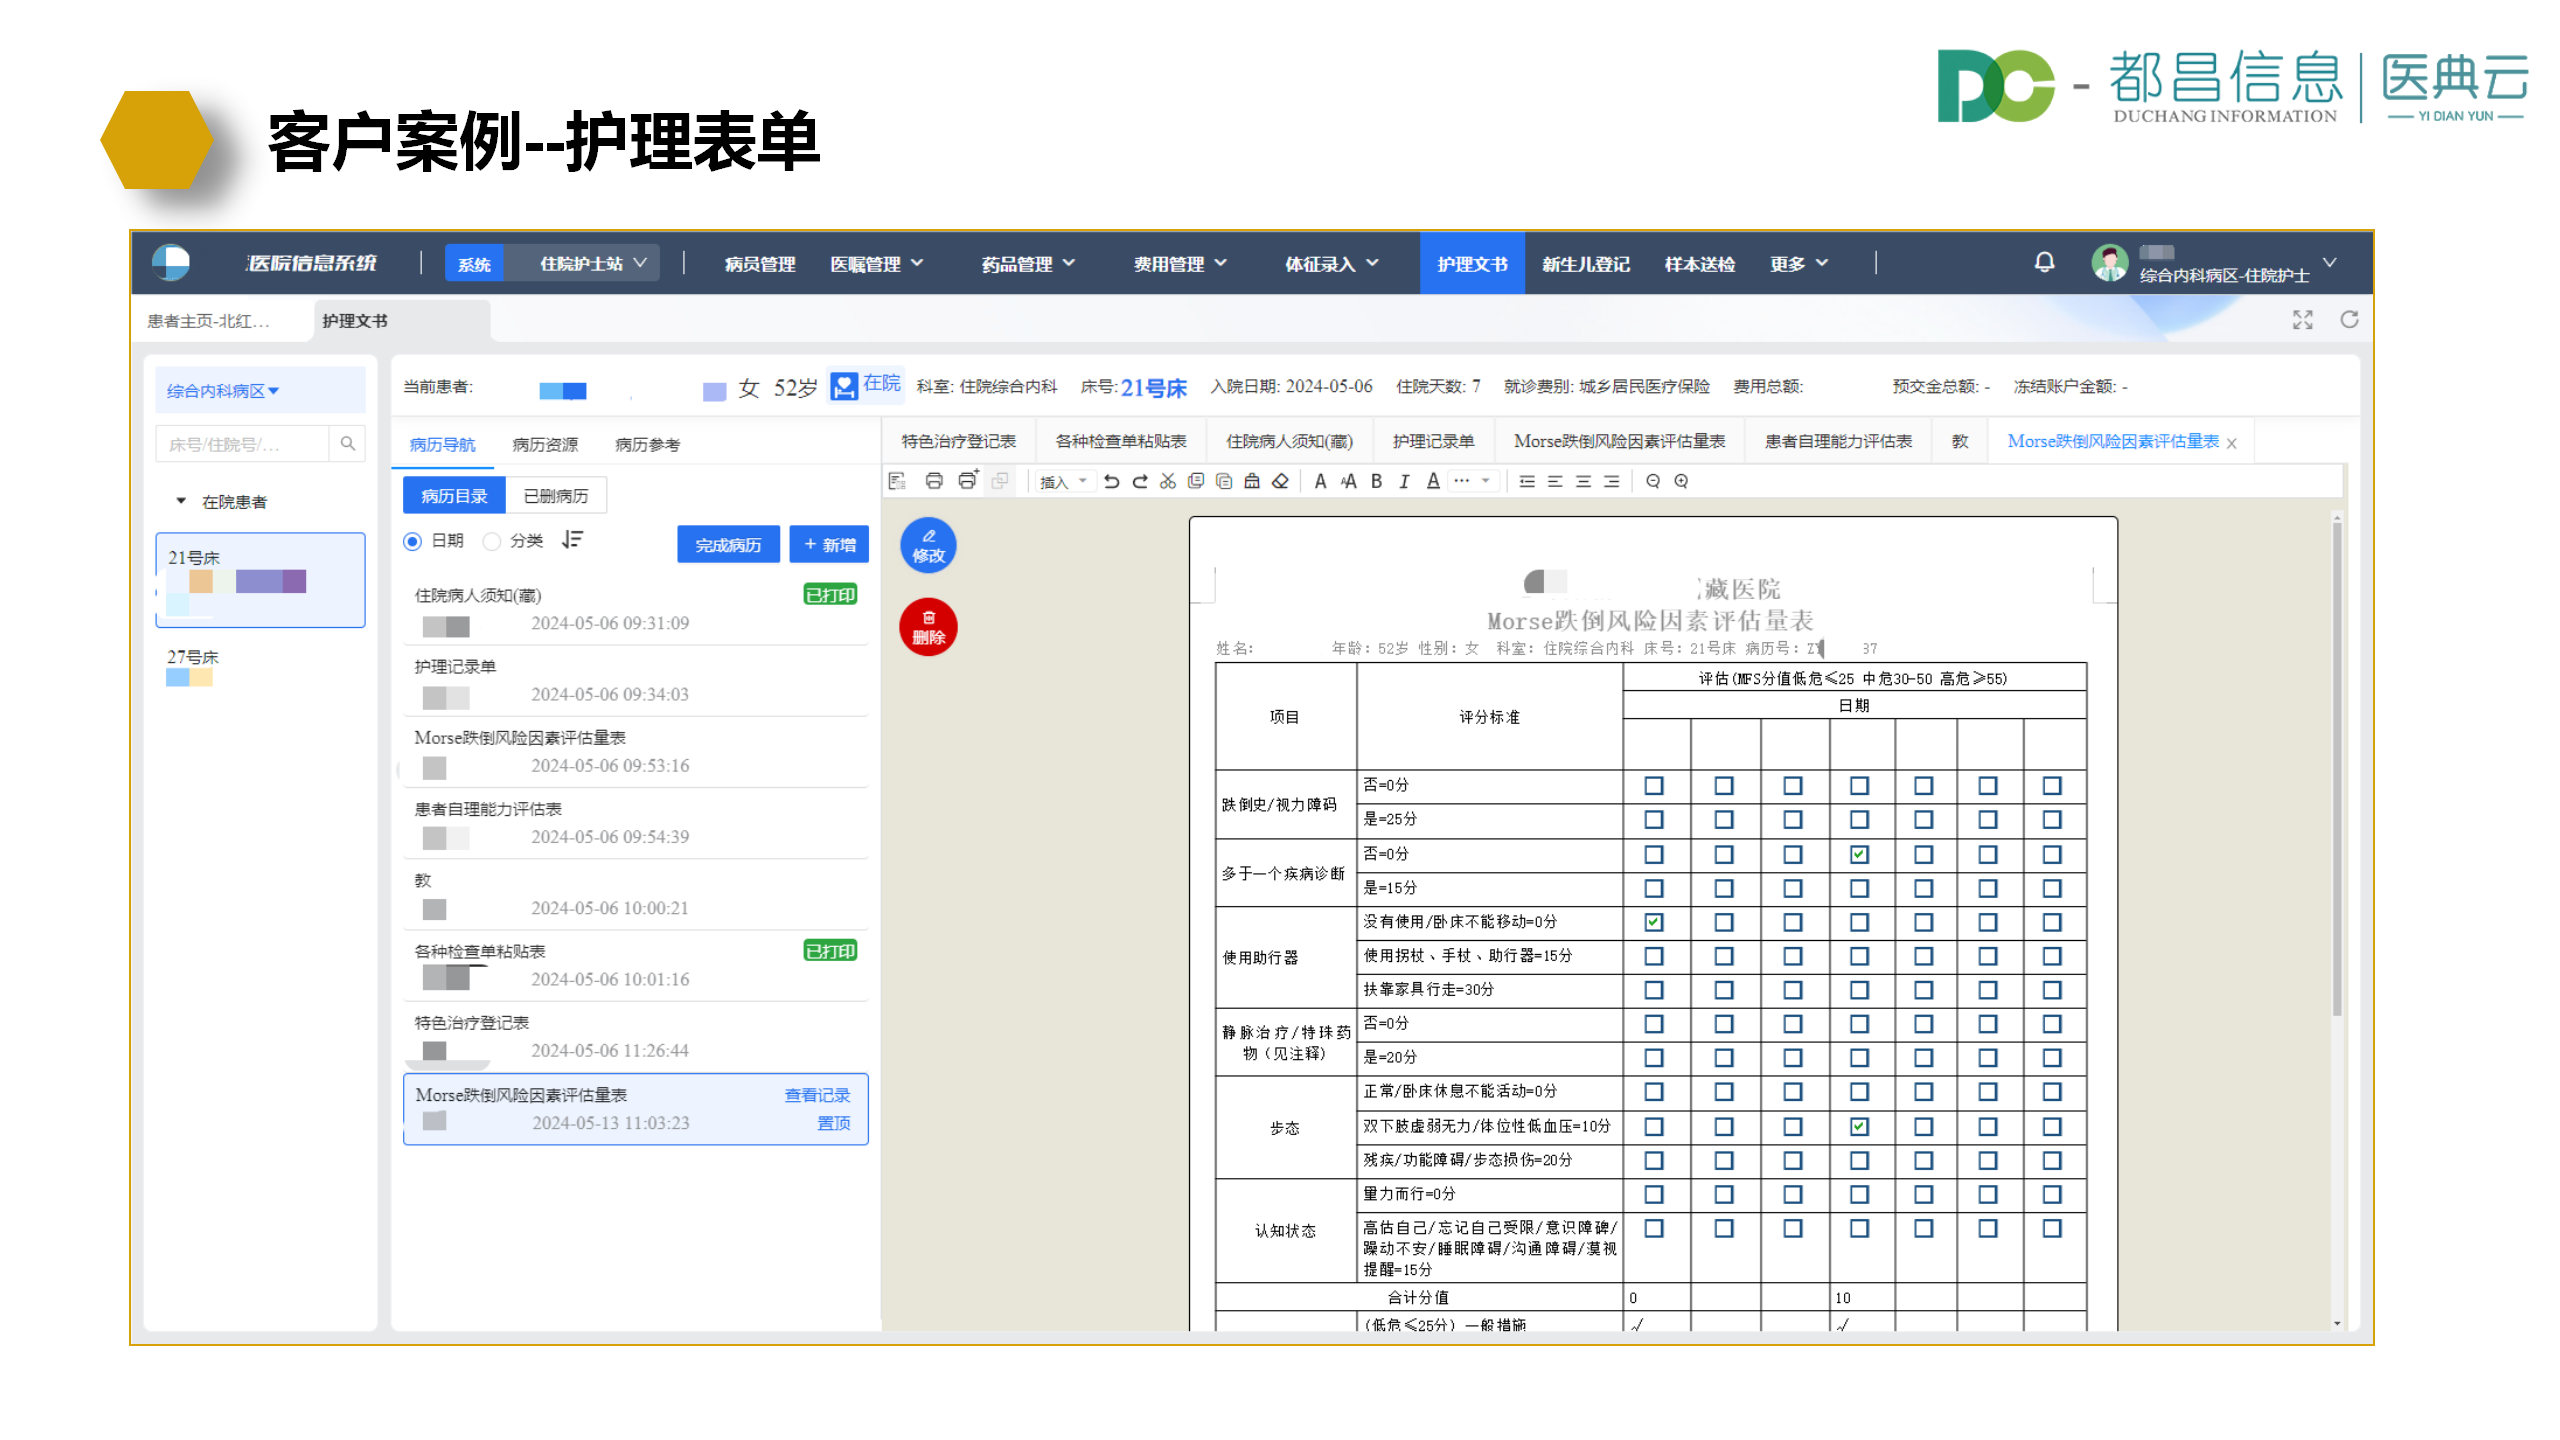 DC - 都昌信息 | 医典云
DUCHANG INFORMATION YI DIAN YUN
客户案例--护理表单
医院信息系统 系统 住院护士站 病员管理 医嘱管理 药品管理 费用管理 体征录入 护理文书 新生儿登记 样本送检 更多 综合内科病区-住院护士
患者主页-北红... 护理文书
综合内科病区
床号/住院号/...
在院患者
21号床
27号床
当前患者: 女 52岁 在院 科室: 住院综合内科 床号: 21号床 入院日期: 2024-05-06 住院天数: 7 就诊费别: 城乡居民医疗保险 费用总额: 预交金总额: - 冻结账户金额: -
病历导航 病历资源 病历参考
病历目录 已删病历
日期 分类 完成病历 + 新增
住院病人须知(藏) 已打印
2024-05-06 09:31:09
护理记录单
2024-05-06 09:34:03
Morse跌倒风险因素评估量表
2024-05-06 09:53:16
患者自理能力评估表
2024-05-06 09:54:39
教
2024-05-06 10:00:21
各种检查单粘贴表 已打印
2024-05-06 10:01:16
特色治疗登记表
2024-05-06 11:26:44
Morse跌倒风险因素评估量表 查看记录
2024-05-13 11:03:23 置顶
特色治疗登记表 各种检查单粘贴表 住院病人须知(藏) 护理记录单 Morse跌倒风险因素评估量表 患者自理能力评估表 教 Morse跌倒风险因素评估量表
插入 A AA B I A ...
修改
删除
藏医院
Morse跌倒风险因素评估量表
姓名: 年龄: 52岁 性别: 女 科室: 住院综合内科 床号: 21号床 病历号: ZY 37
项目 评分标准 评估(MFS分值低危≤25 中危30-50 高危≥55)
日期
跌倒史/视力障码 否=0分
是=25分
多于一个疾病诊断 否=0分
是=15分
使用助行器 没有使用/卧床不能移动=0分
使用拐杖、手杖、助行器=15分
扶靠家具行走=30分
静脉治疗/特珠药物（见注释） 否=0分
是=20分
步态 正常/卧床休息不能活动=0分
双下肢虚弱无力/体位性低血压=10分
残疾/功能障碍/步态损伤=20分
认知状态 量力而行=0分
高估自己/忘记自己受限/意识障碑/
躁动不安/睡眠障碍/沟通障碍/漠视
提醒=15分
合计分值 0 10
(低危≤25分) 一般措施 √ √